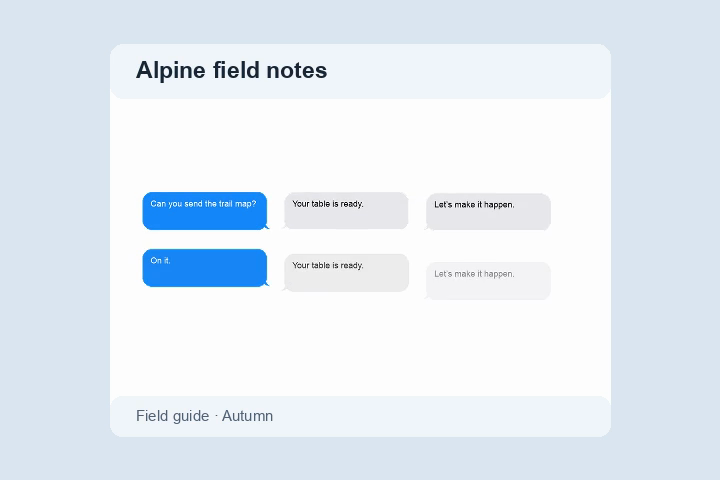 Alpine field notes
Can you send the trail map?
Your table is ready.
Let's make it happen.
On it.
Your table is ready.
Let's make it happen.
Field guide · Autumn